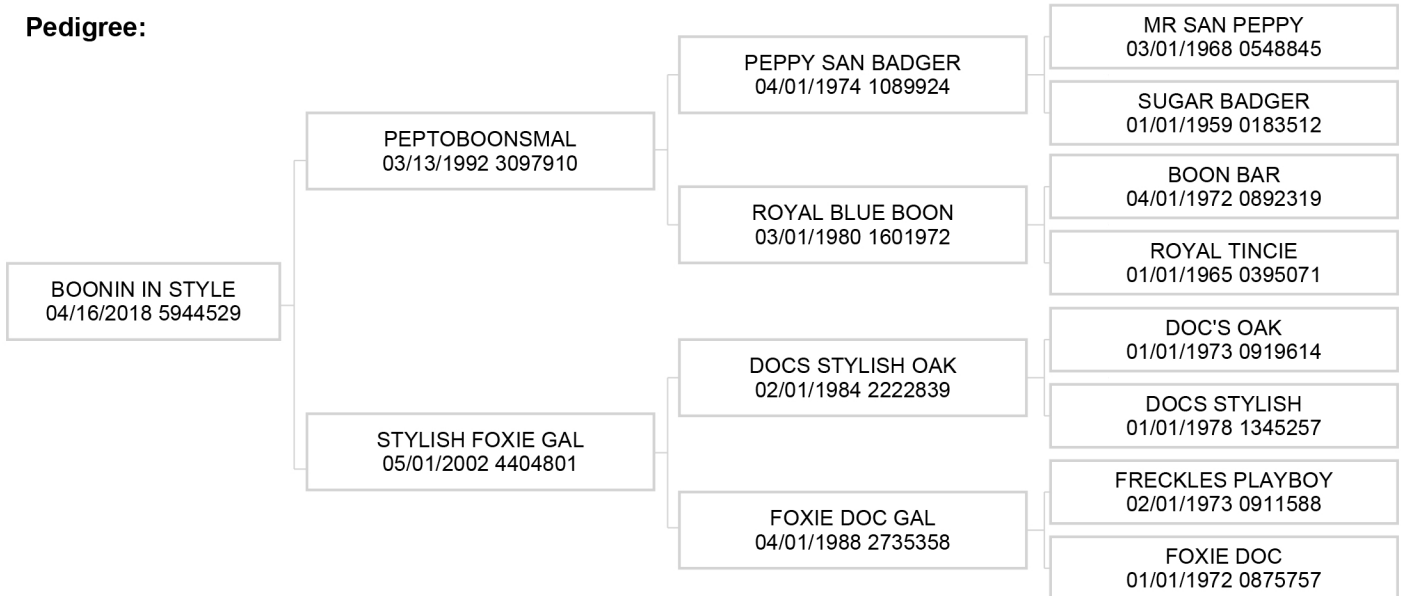 Pedigree:
BOONIN IN STYLE
04/16/2018 5944529
PEPTOBOONSMAL
03/13/1992 3097910
STYLISH FOXIE GAL
05/01/2002 4404801
PEPPY SAN BADGER
04/01/1974 1089924
ROYAL BLUE BOON
03/01/1980 1601972
DOCS STYLISH OAK
02/01/1984 2222839
FOXIE DOC GAL
04/01/1988 2735358
MR SAN PEPPY
03/01/1968 0548845
SUGAR BADGER
01/01/1959 0183512
BOON BAR
04/01/1972 0892319
ROYAL TINCIE
01/01/1965 0395071
DOC'S OAK
01/01/1973 0919614
DOCS STYLISH
01/01/1978 1345257
FRECKLES PLAYBOY
02/01/1973 0911588
FOXIE DOC
01/01/1972 0875757